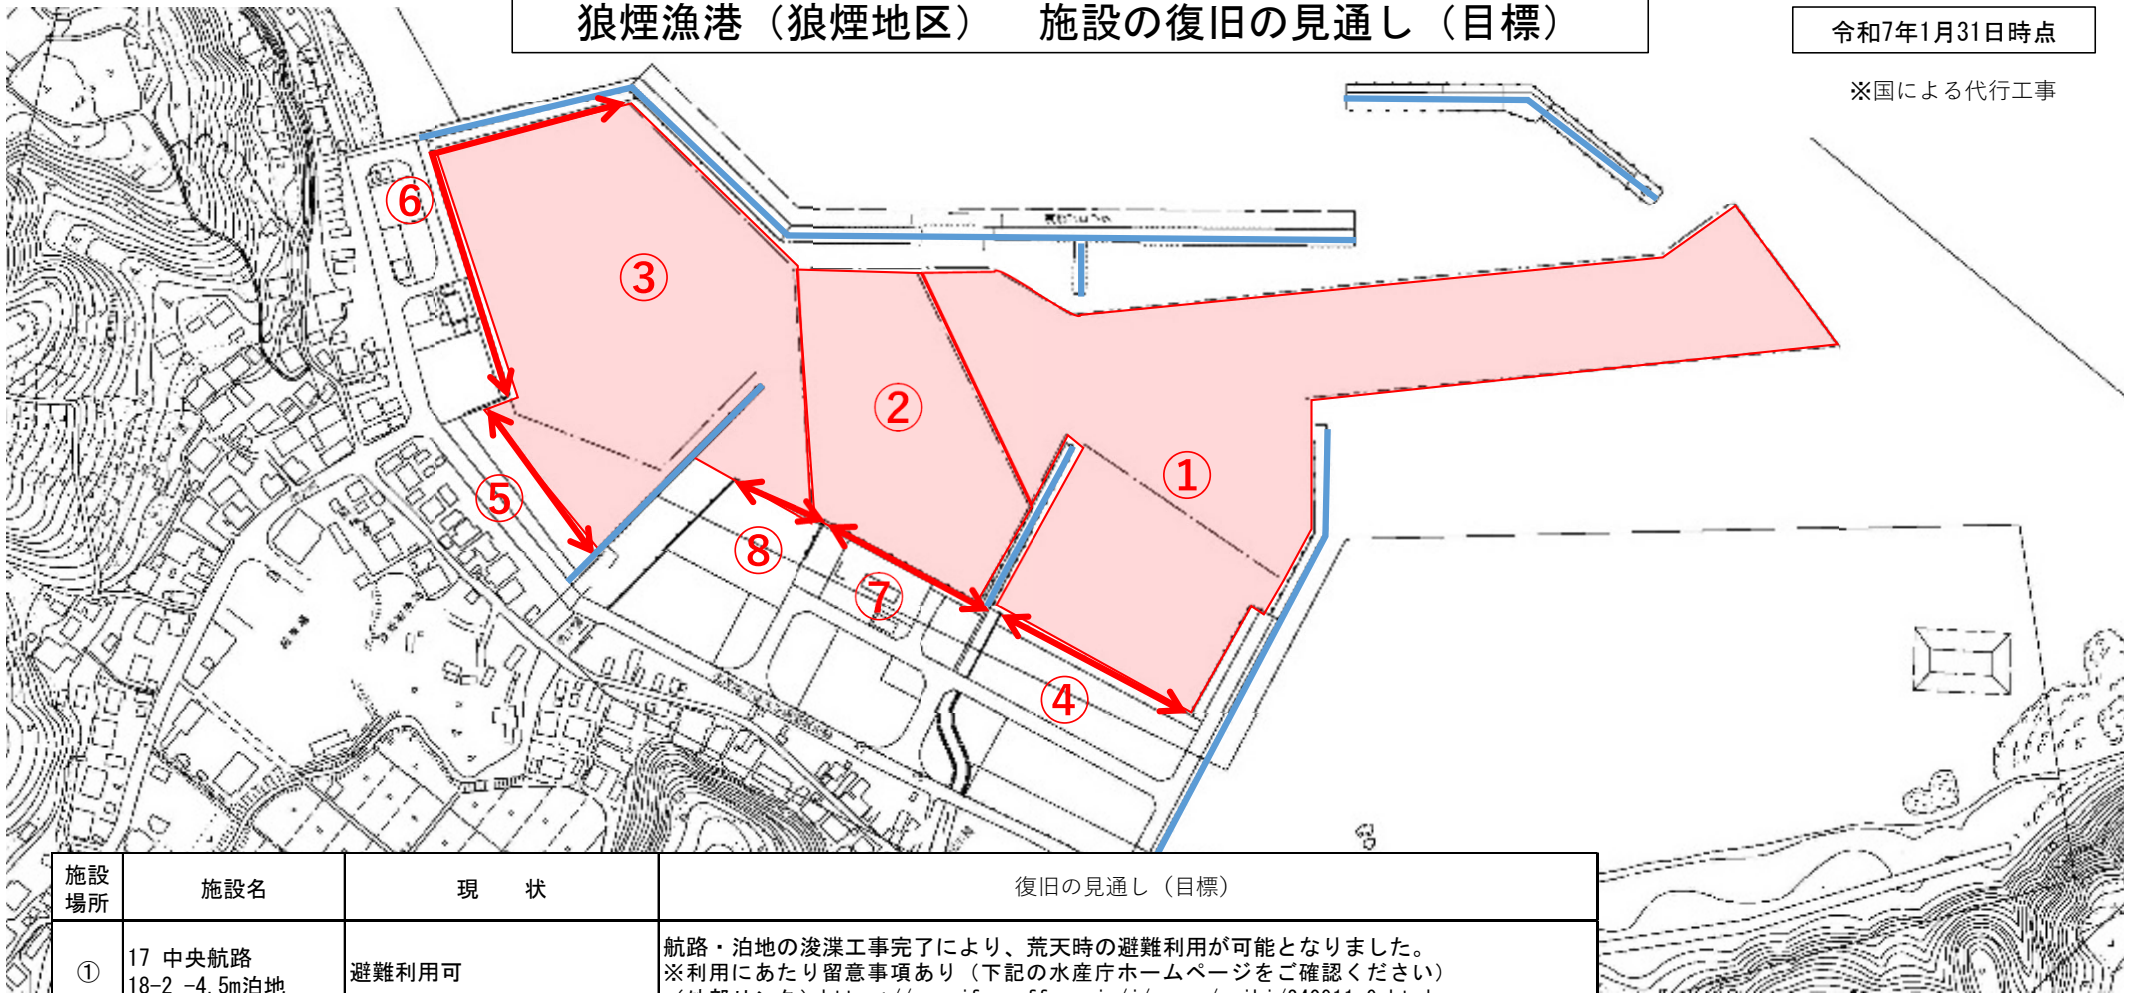 狼煙漁港（狼煙地区）　施設の復旧の見通し（目標）
令和7年1月31日時点
※国による代行工事
⑥
③
②
①
⑤
⑧
⑦
④
施設場所 施設名 現　状 復旧の見通し（目標）
① 17 中央航路
18-2 -4.5m泊地
避難利用可
航路・泊地の浚渫工事完了により、荒天時の避難利用が可能となりました。
※利用にあたり留意事項あり（下記の水産庁ホームページをご確認ください）